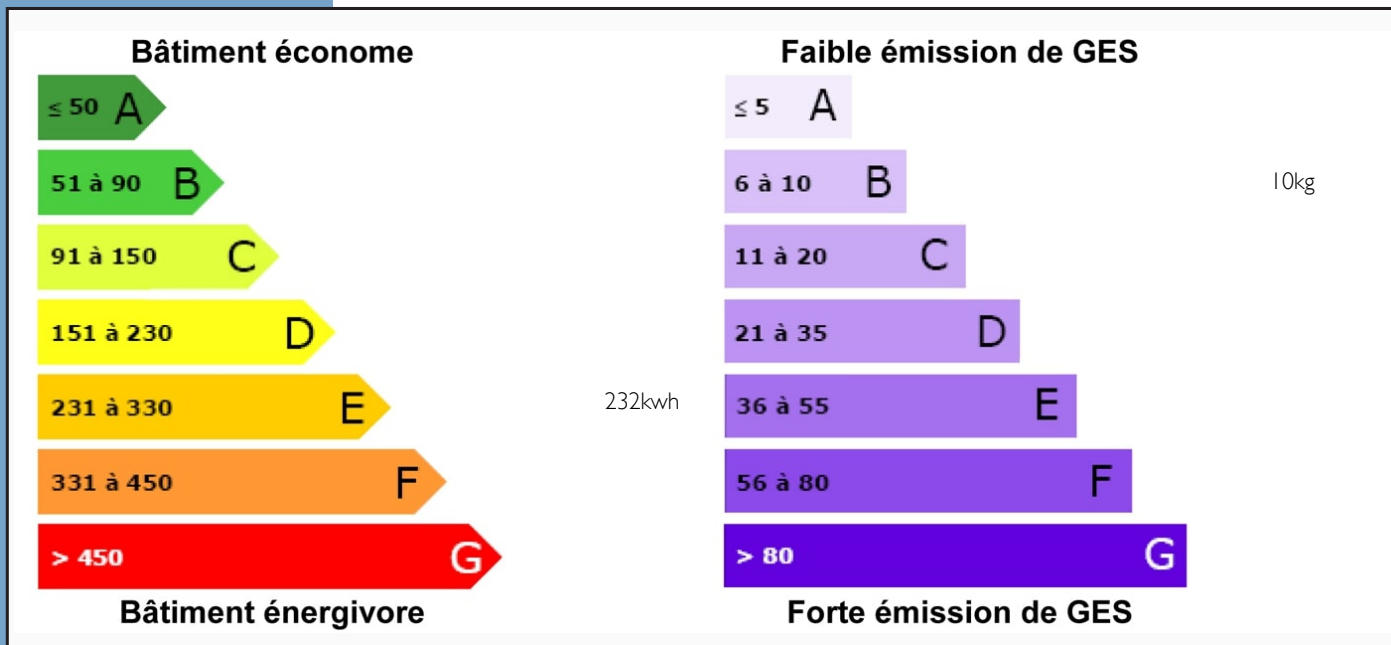 Bâtiment économe
≤ 50 A
51 à 90 B
91 à 150 C
151 à 230 D
231 à 330 E
232kwh
331 à 450 F
> 450 G
Bâtiment énergivore
Faible émission de GES
≤ 5 A
6 à 10 B
10kg
11 à 20 C
21 à 35 D
36 à 55 E
56 à 80 F
> 80 G
Forte émission de GES